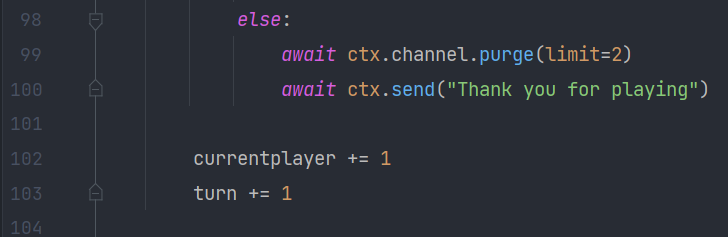 98 else:
99 await ctx.channel.purge(limit=2)
100 await ctx.send("Thank you for playing")
101
102 currentplayer += 1
103 turn += 1
104